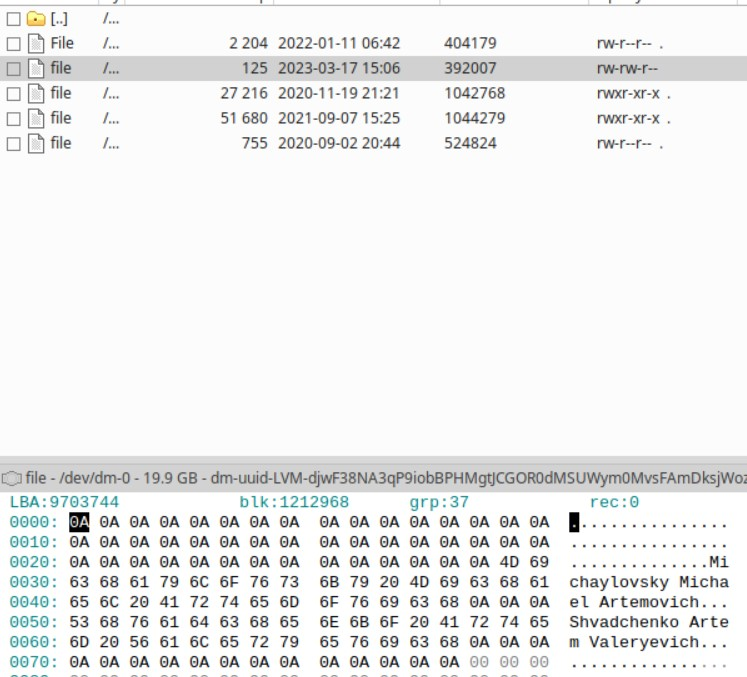 [..] /...
File /... 2 204 2022-01-11 06:42 404179 rw-r--r-- .
file /... 125 2023-03-17 15:06 392007 rw-rw-r--
file /... 27 216 2020-11-19 21:21 1042768 rwxr-xr-x .
file /... 51 680 2021-09-07 15:25 1044279 rwxr-xr-x .
file /... 755 2020-09-02 20:44 524824 rw-r--r-- .
file - /dev/dm-0 - 19.9 GB - dm-uuid-LVM-djwF38NA3qP9iobBPHMgtJCGOR0dMSUWym0MvsFAmDksjWoz
LBA:9703744 blk:1212968 grp:37 rec:0
0000: 0A 0A 0A 0A 0A 0A 0A 0A 0A 0A 0A 0A 0A 0A 0A 0A ................
0010: 0A 0A 0A 0A 0A 0A 0A 0A 0A 0A 0A 0A 0A 0A 0A 0A ................
0020: 0A 0A 0A 0A 0A 0A 0A 0A 0A 0A 0A 0A 0A 0A 4D 69 ..............Mi
0030: 63 68 61 79 6C 6F 76 73 6B 79 20 4D 69 63 68 61 chaylovsky Micha
0040: 65 6C 20 41 72 74 65 6D 6F 76 69 63 68 0A 0A 0A el Artemovich...
0050: 53 68 76 61 64 63 68 65 6E 6B 6F 20 41 72 74 65 Shvadchenko Arte
0060: 6D 20 56 61 6C 65 72 79 65 76 69 63 68 0A 0A 0A m Valeryevich...
0070: 0A 0A 0A 0A 0A 0A 0A 0A 0A 0A 0A 0A 0A 00 00 00 ................